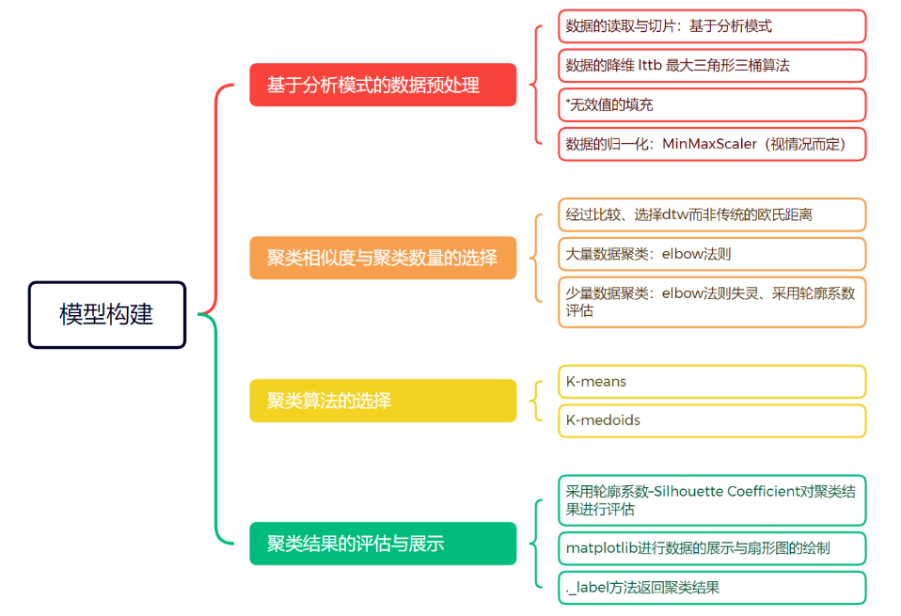 模型构建
基于分析模式的数据预处理
数据的读取与切片：基于分析模式
数据的降维 lttb 最大三角形三桶算法
*无效值的填充
数据的归一化：MinMaxScaler（视情况而定）
聚类相似度与聚类数量的选择
经过比较、选择dtw而非传统的欧氏距离
大量数据聚类：elbow法则
少量数据聚类：elbow法则失灵、采用轮廓系数
评估
聚类算法的选择
K-means
K-medoids
聚类结果的评估与展示
采用轮廓系数-Silhouette Coefficient对聚类结
果进行评估
matplotlib进行数据的展示与扇形图的绘制
._label方法返回聚类结果